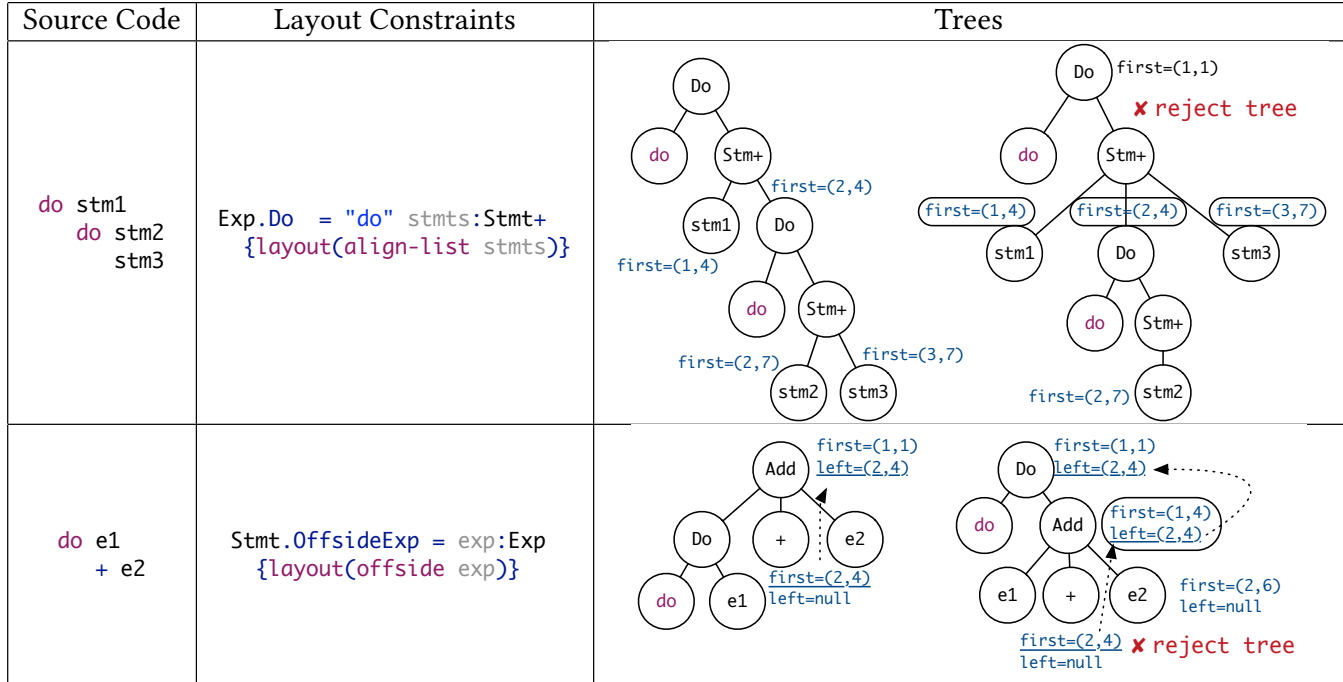 Source Code
Layout Constraints
Trees
do stm1
do stm2
stm3
Exp.Do = "do" stmts:Stmt+
{layout(align-list stmts)}
Do
do
Stm+
first=(2,4)
stm1
Do
first=(1,4)
do
Stm+
first=(2,7)
first=(3,7)
stm2
stm3
Do
first=(1,1)
✘ reject tree
do
Stm+
first=(1,4)
first=(2,4)
first=(3,7)
stm1
Do
stm3
do
Stm+
first=(2,7)
stm2
do e1
+ e2
Stmt.OffsideExp = exp:Exp
{layout(offside exp)}
Add
first=(1,1)
left=(2,4)
Do
+
e2
first=(2,4)
left=null
do
e1
Do
first=(1,1)
left=(2,4)
do
Add
first=(1,4)
left=(2,4)
e1
+
e2
first=(2,6)
left=null
first=(2,4)
left=null
✘ reject tree